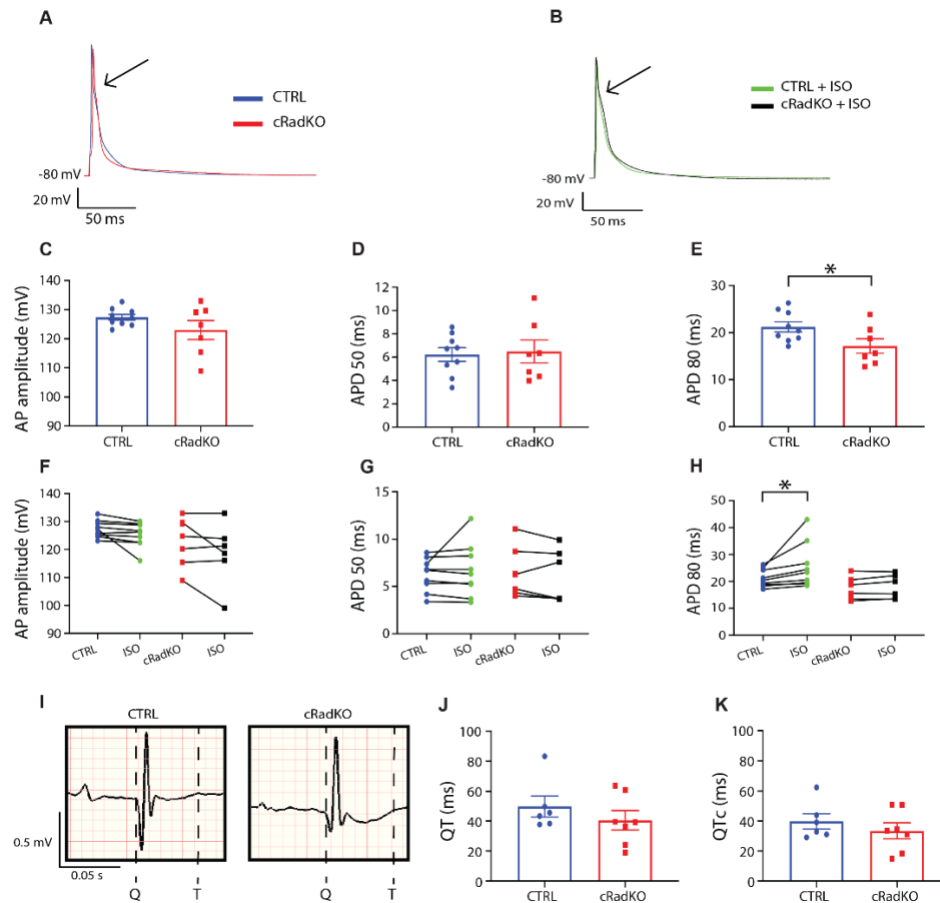 A
B
CTRL
cRadKO
CTRL + ISO
cRadKO + ISO
-80 mV
20 mV
50 ms
-80 mV
20 mV
50 ms
C
AP amplitude (mV)
140
130
120
110
100
90
CTRL
cRadKO
D
APD 50 (ms)
12
10
8
6
4
2
0
CTRL
cRadKO
E
APD 80 (ms)
30
20
10
0
*
CTRL
cRadKO
F
AP amplitude (mV)
140
130
120
110
100
90
CTRL
ISO
cRadKO
ISO
G
APD 50 (ms)
15
10
5
0
CTRL
ISO
cRadKO
ISO
H
APD 80 (ms)
50
40
30
20
10
0
*
CTRL
ISO
cRadKO
ISO
I
CTRL
cRadKO
0.5 mV
0.05 s
Q
T
Q
T
J
QT (ms)
100
80
60
40
20
0
CTRL
cRadKO
K
QTc (ms)
100
80
60
40
20
0
CTRL
cRadKO